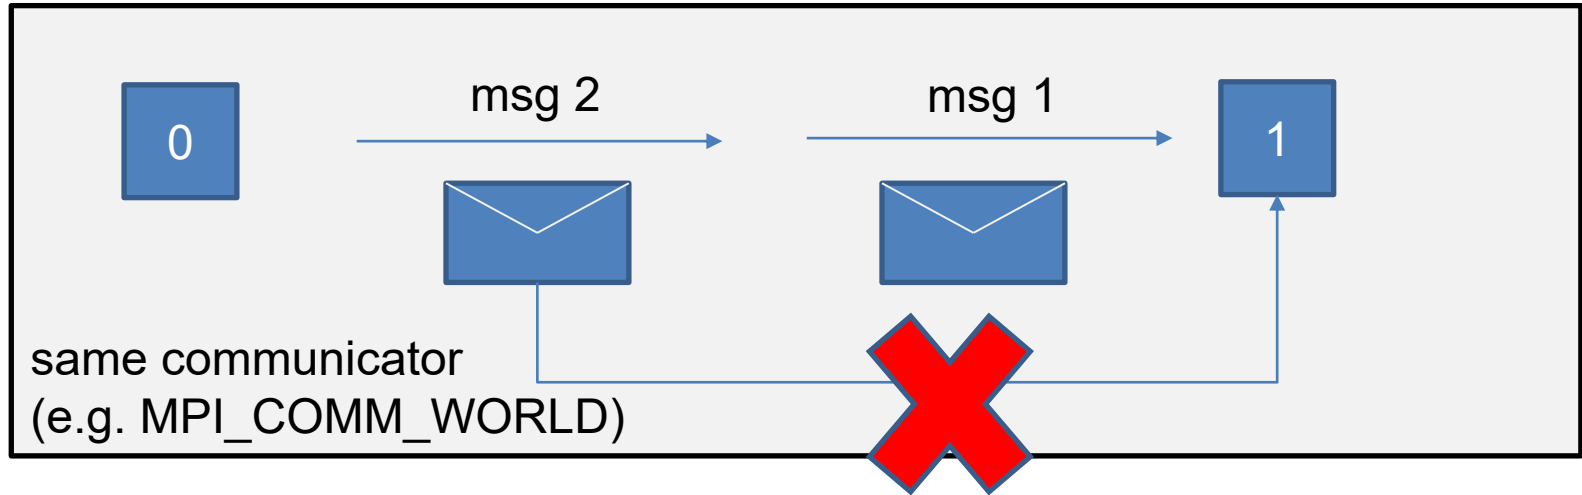 msg 2
msg 1
0
1
same communicator
(e.g. MPI_COMM_WORLD)